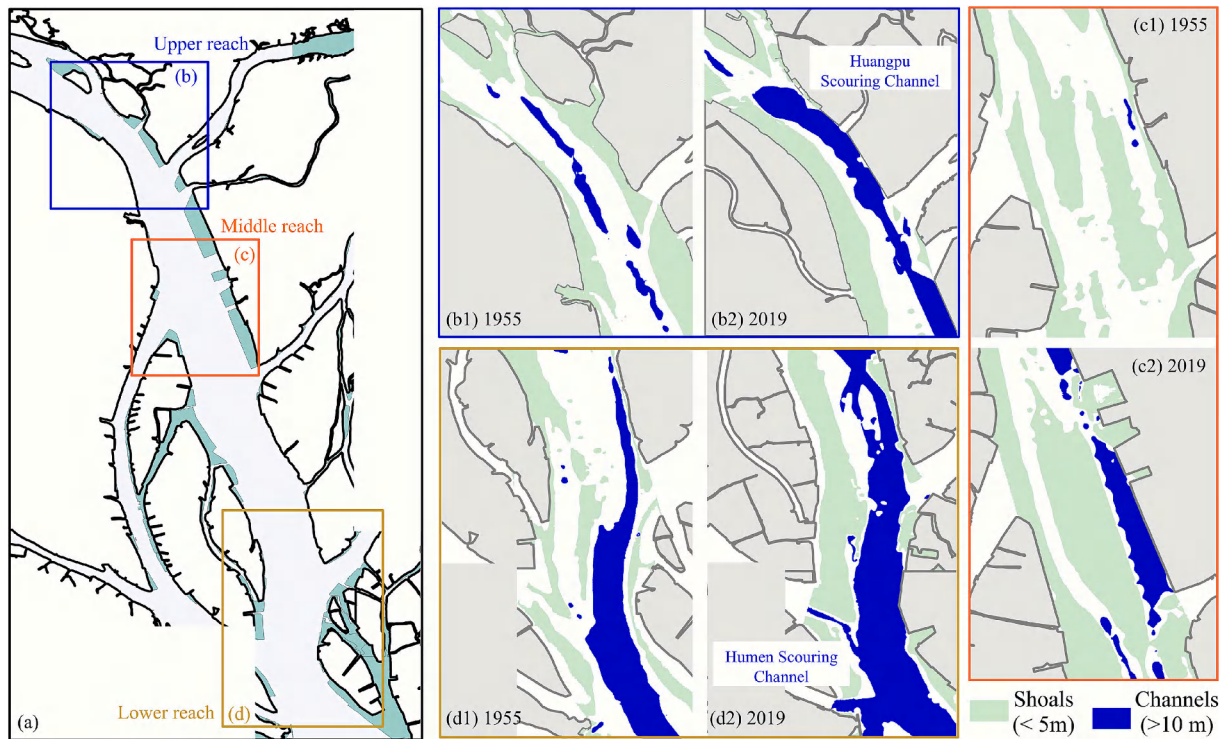 Upper reach
(b)
Middle reach
(c)
Lower reach
(d)
(a)
Huangpu
Scouring Channel
(b1) 1955
(b2) 2019
(c1) 1955
(c2) 2019
Humen Scouring
Channel
(d1) 1955
(d2) 2019
Shoals
(< 5m)
Channels
(>10 m)